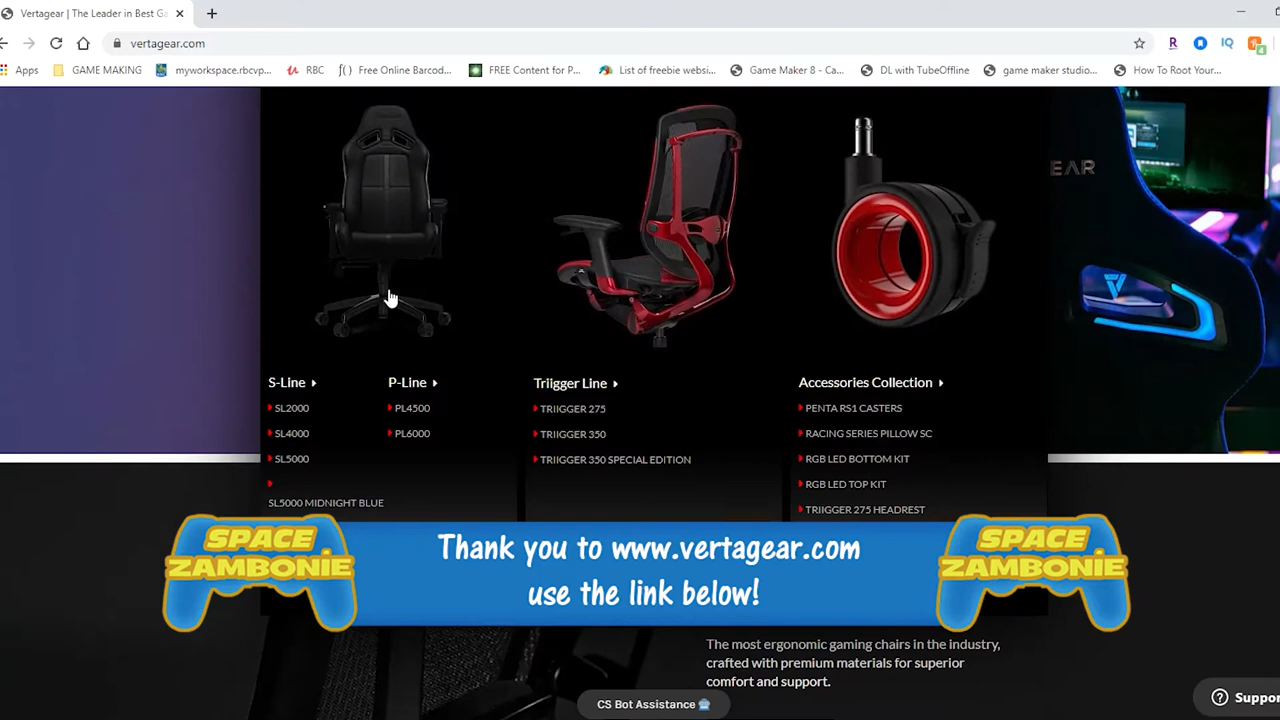 Vertagear | The Leader in Best Ga
vertagear.com
Apps GAME MAKING myworkspace.rbcvp... RBC Free Online Barcod... FREE Content for P... List of freebie websi... Game Maker 8 - Ca... DL with TubeOffline game maker studio... How To Root Your...
EAR
S-Line
SL2000
SL4000
SL5000
SL5000 MIDNIGHT BLUE
P-Line
PL4500
PL6000
Triigger Line
TRIIGGER 275
TRIIGGER 350
TRIIGGER 350 SPECIAL EDITION
Accessories Collection
PENTA RS1 CASTERS
RACING SERIES PILLOW SC
RGB LED BOTTOM KIT
RGB LED TOP KIT
TRIIGGER 275 HEADREST
SPACE
ZAMBONIE
Thank you to www.vertagear.com
use the link below!
SPACE
ZAMBONIE
The most ergonomic gaming chairs in the industry,
crafted with premium materials for superior
comfort and support.
CS Bot Assistance
Suppor